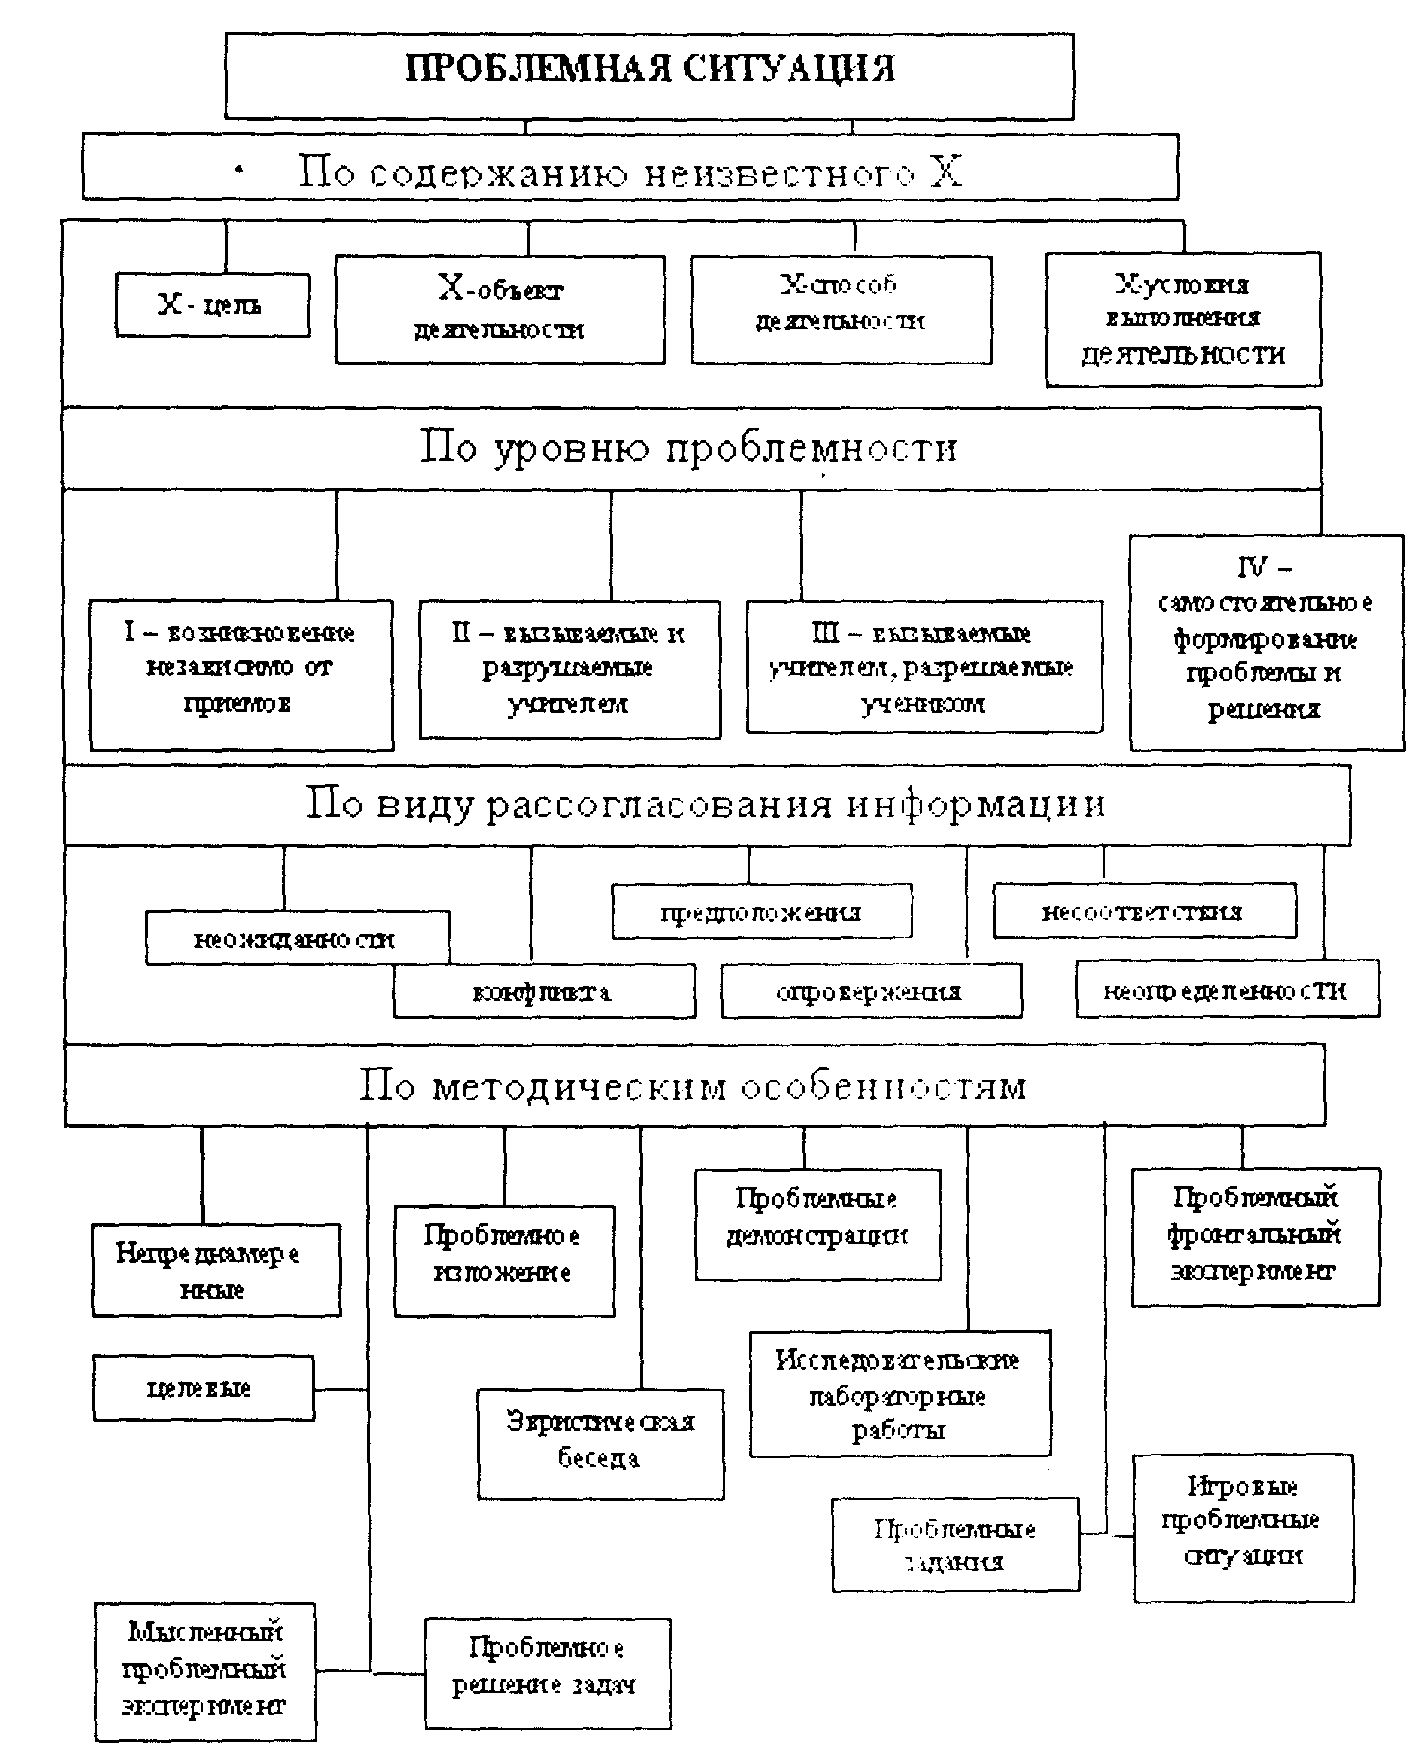 ПРОБЛЕМНАЯ СИТУАЦИЯ
По содержанию неизвестного X
X - цель
X-объект
деятельности
X-способ
деятельности
X-условия
выполнения
деятельности
По уровню проблемности
I – возникновение
независимо от
приемов
II – вызываемые и
разрушаемые
учителем
III – вызываемые
учителем, разрешаемые
учеником
IV –
самостоятельное
формирование
проблемы и
решения
По виду рассогласования информации
неожиданности
конфликта
предположения
опровержения
несоответствия
неопределенности
По методическим особенностям
Непреднамере
нные
Проблемное
изложение
Проблемные
демонстрации
Проблемный
фронтальный
эксперимент
целевые
Эвристическая
беседа
Исследовательские
лабораторные
работы
Проблемные
задания
Игровые
проблемные
ситуации
Мысленный
проблемный
эксперимент
Проблемное
решение задач